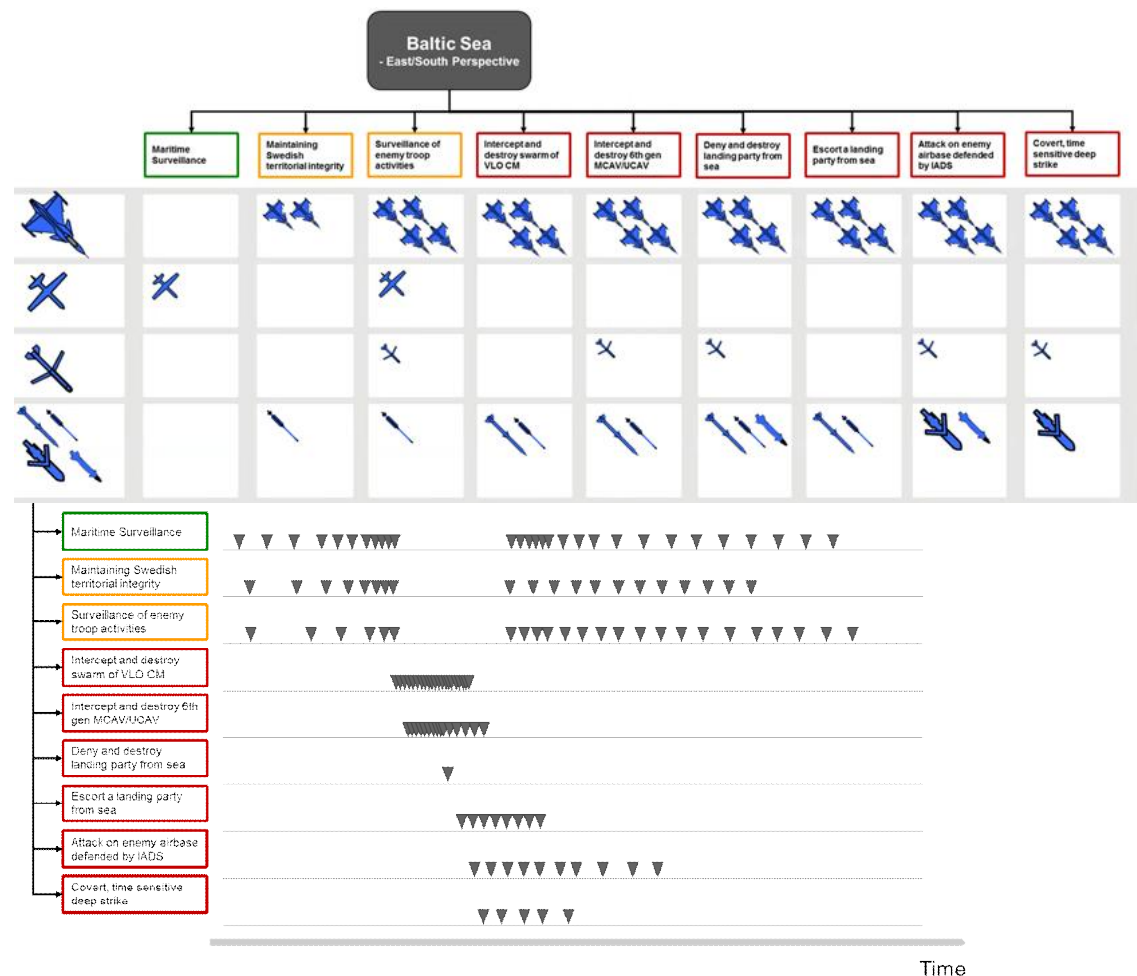 Baltic Sea
- East/South Perspective
Maritime
Surveillance
Maintaining
Swedish
territorial integrity
Surveillance of
enemy troop
activities
Intercept and
destroy swarm of
VLO CM
Intercept and
destroy 6th gen
MCAV/UCAV
Deny and destroy
landing party from
sea
Escort a landing
party from sea
Attack on enemy
airbase defended
by IADS
Covert, time
sensitive deep
strike
Maritime Surveillance
Maintaining Swedish
territorial integrity
Surveillance of enemy
troop activities
Intercept and destroy
swarm of VLO CM
Intercept and destroy 6th
gen MCAV/UCAV
Deny and destroy
landing party from sea
Escort a landing party
from sea
Attack on enemy airbase
defended by IADS
Covert, time sensitive
deep strike
Time